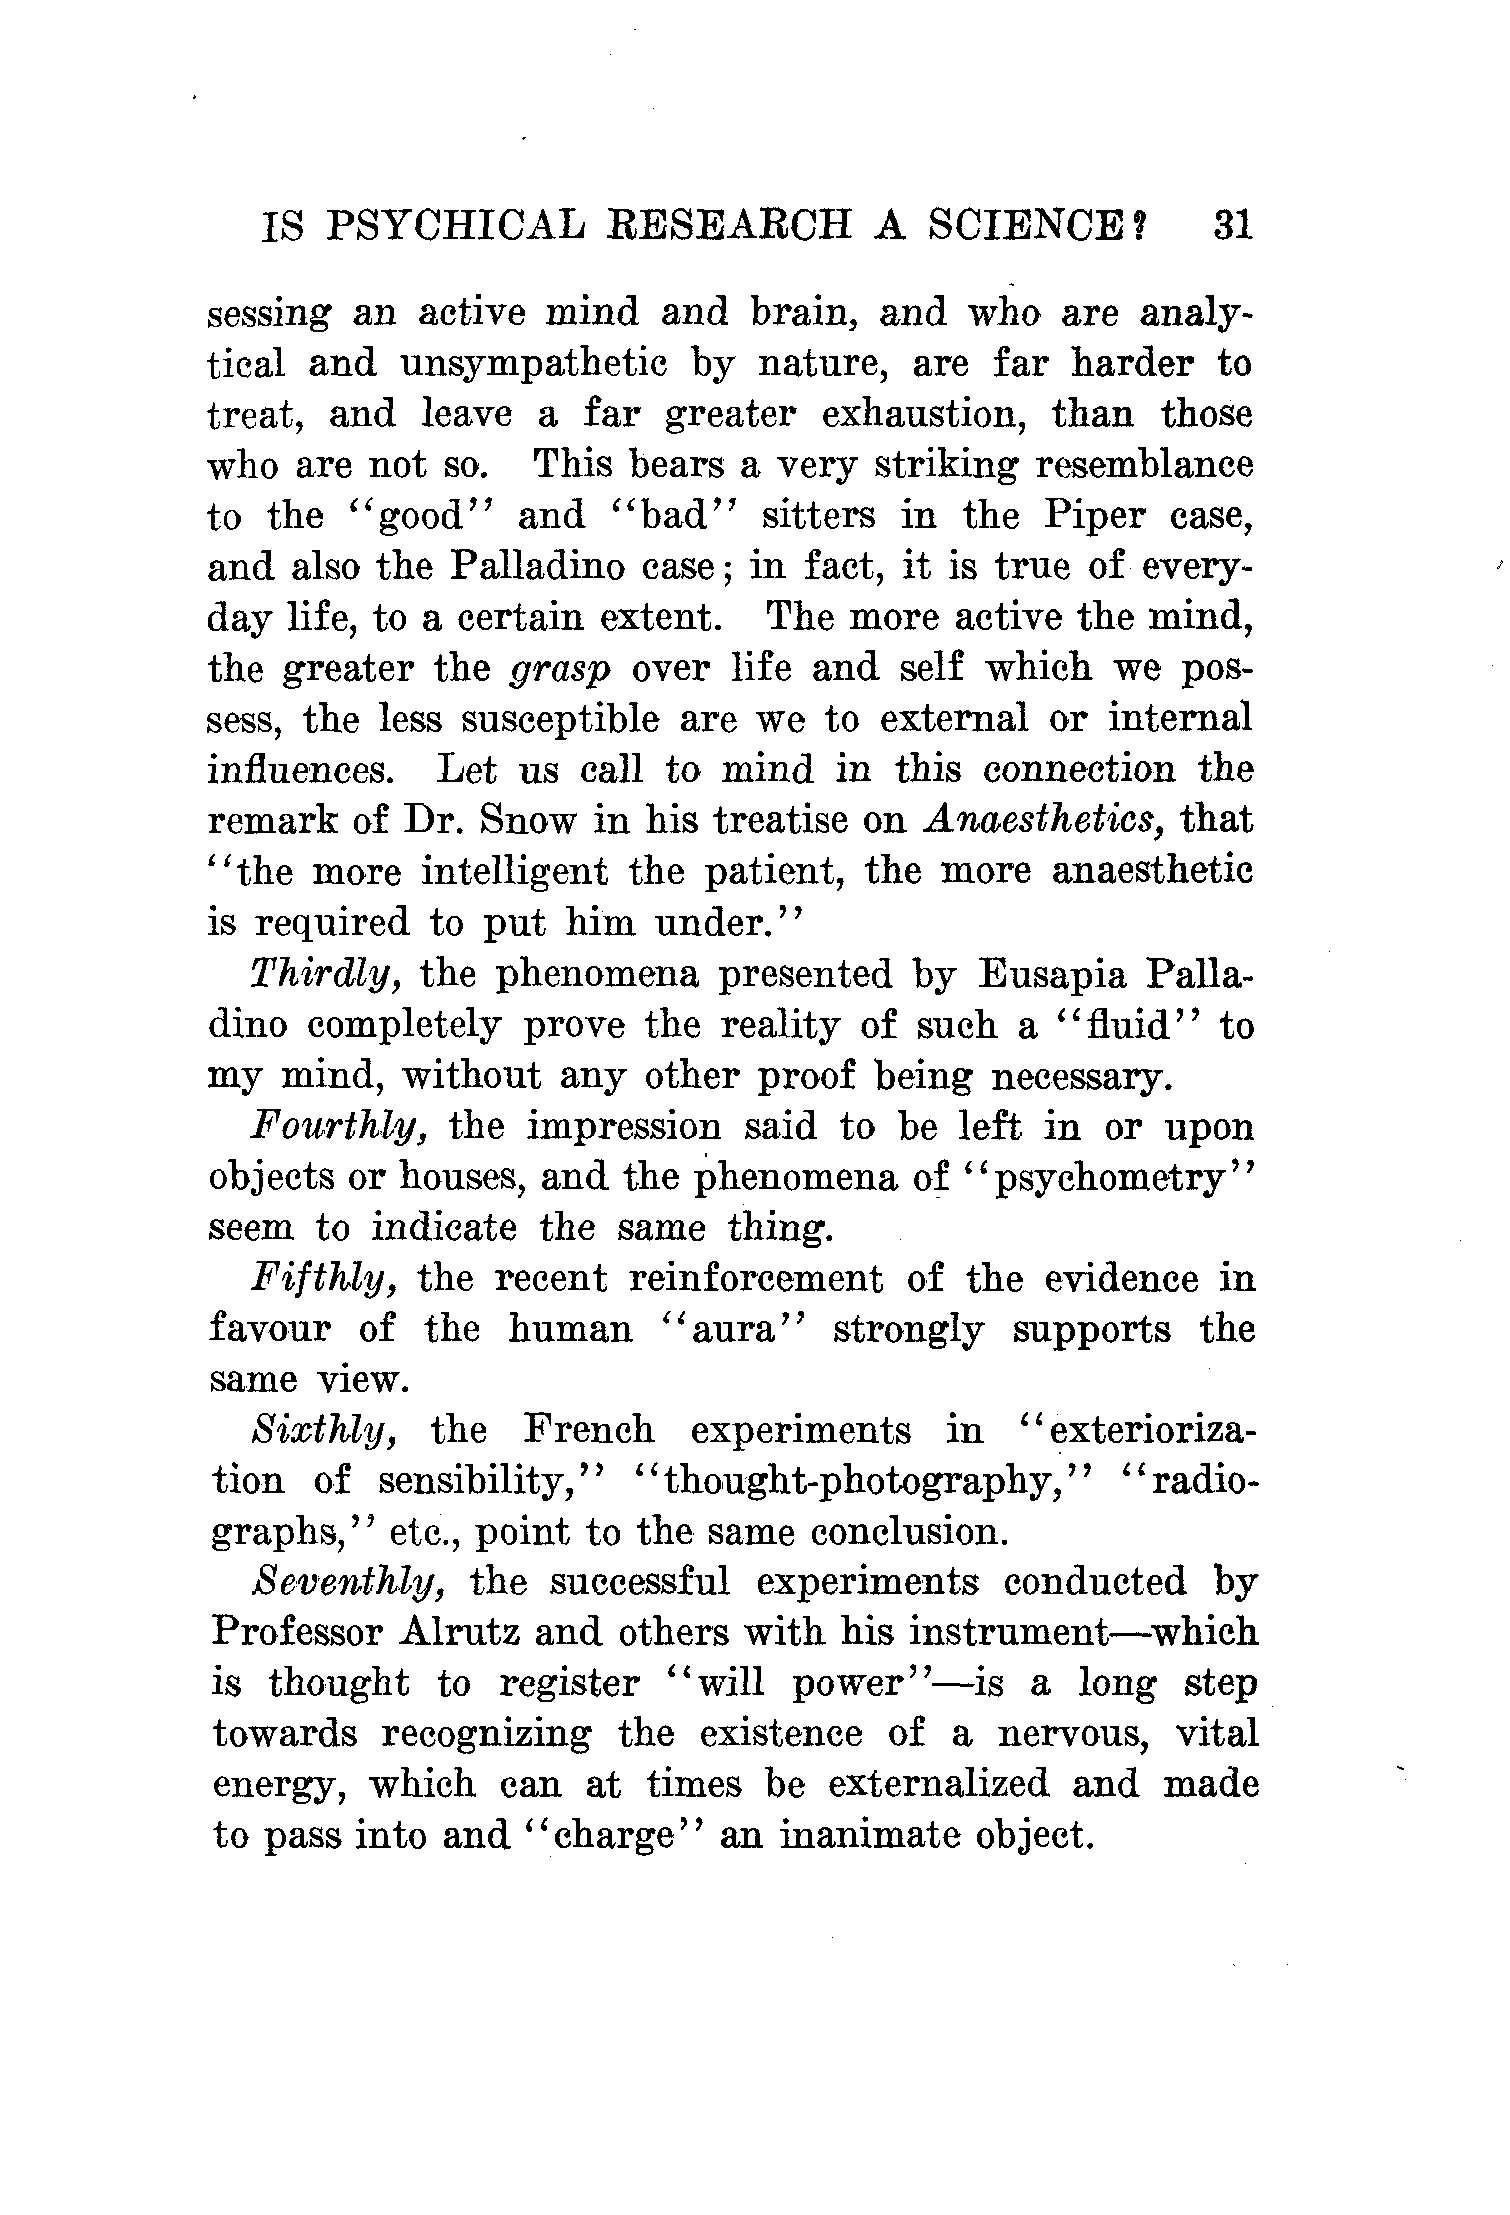 IS PSYCHICAL RESEARCH A SCIENCE? 31
sessing an active mind and brain, and who are analy-
tical and unsympathetic by nature, are far harder to
treat, and leave a far greater exhaustion, than those
who are not so. This bears a very striking resemblance
to the "good" and "bad" sitters in the Piper case,
and also the Palladino case; in fact, it is true of every-
day life, to a certain extent. The more active the mind,
the greater the grasp over life and self which we pos-
sess, the less susceptible are we to external or internal
influences. Let us call to mind in this connection the
remark of Dr. Snow in his treatise on Anaesthetics, that
"the more intelligent the patient, the more anaesthetic
is required to put him under."
Thirdly, the phenomena presented by Eusapia Palla-
dino completely prove the reality of such a "fluid" to
my mind, without any other proof being necessary.
Fourthly, the impression said to be left in or upon
objects or houses, and the phenomena of "psychometry"
seem to indicate the same thing.
Fifthly, the recent reinforcement of the evidence in
favour of the human "aura" strongly supports the
same view.
Sixthly, the French experiments in "exterioriza-
tion of sensibility," "thought-photography," "radio-
graphs," etc., point to the same conclusion.
Seventhly, the successful experiments conducted by
Professor Alrutz and others with his instrument—which
is thought to register "will power"—is a long step
towards recognizing the existence of a nervous, vital
energy, which can at times be externalized and made
to pass into and "charge" an inanimate object.